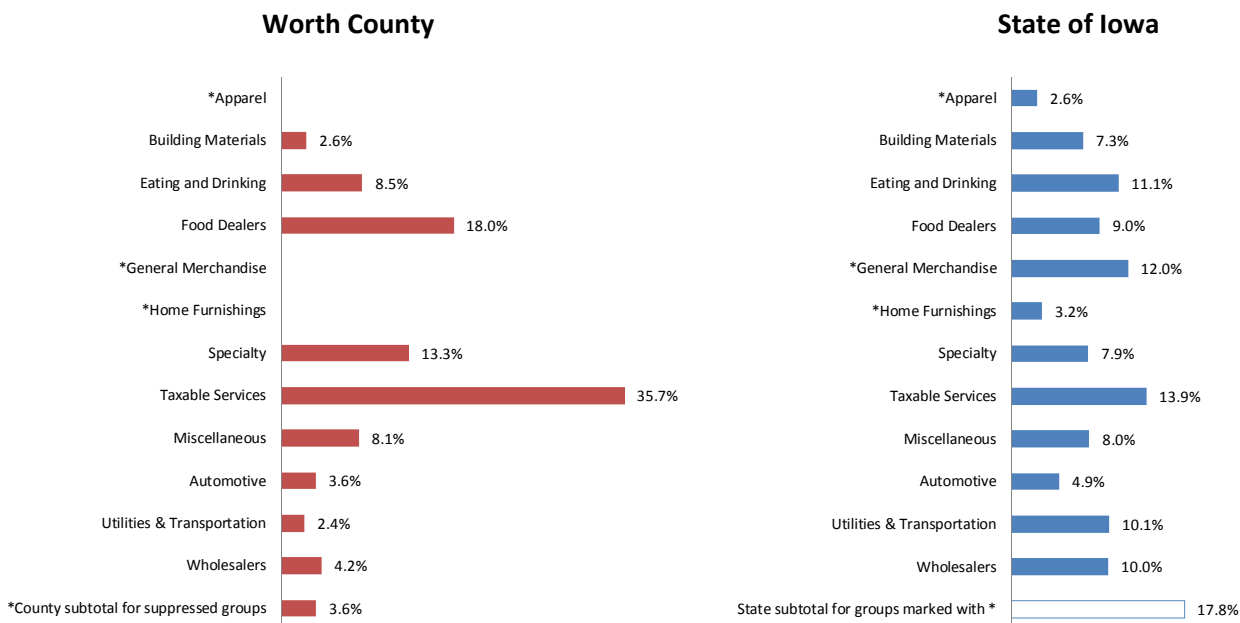 Worth County
*Apparel
Building Materials 2.6%
Eating and Drinking 8.5%
Food Dealers 18.0%
*General Merchandise
*Home Furnishings
Specialty 13.3%
Taxable Services 35.7%
Miscellaneous 8.1%
Automotive 3.6%
Utilities & Transportation 2.4%
Wholesalers 4.2%
*County subtotal for suppressed groups 3.6%
State of Iowa
*Apparel 2.6%
Building Materials 7.3%
Eating and Drinking 11.1%
Food Dealers 9.0%
*General Merchandise 12.0%
*Home Furnishings 3.2%
Specialty 7.9%
Taxable Services 13.9%
Miscellaneous 8.0%
Automotive 4.9%
Utilities & Transportation 10.1%
Wholesalers 10.0%
State subtotal for groups marked with * 17.8%